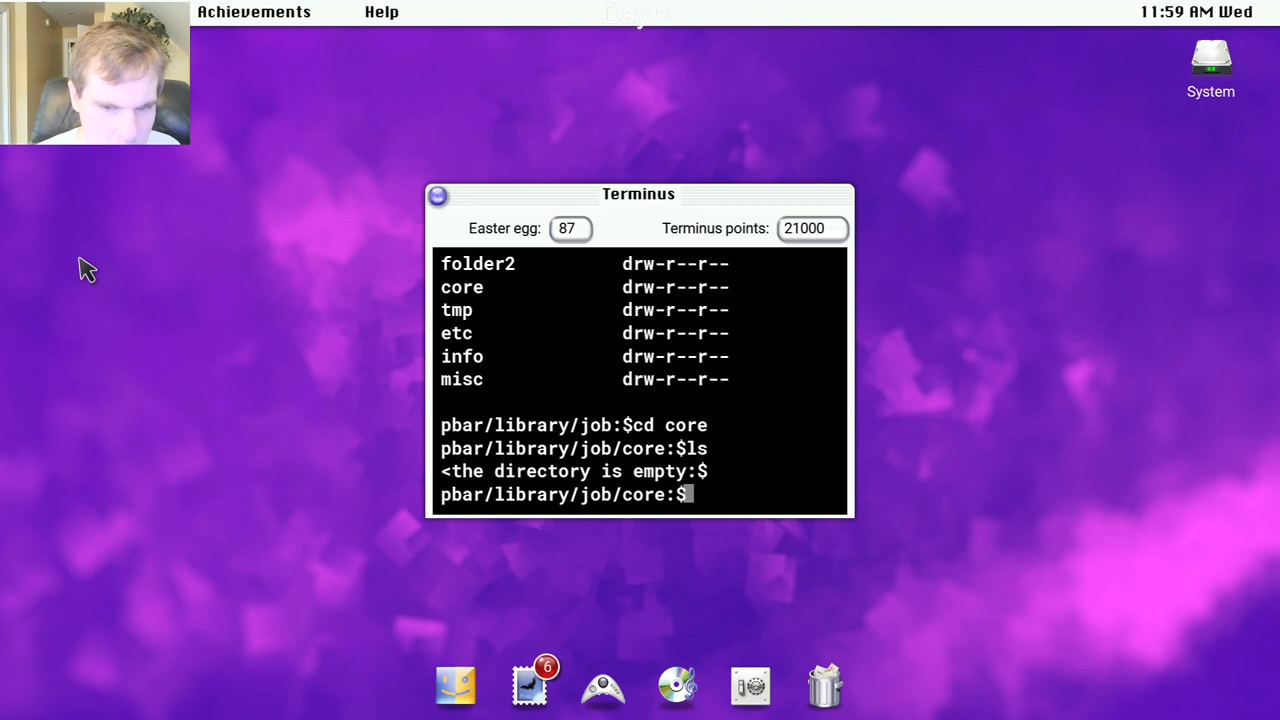 Achievements
Help
Day 6
11:59 AM Wed
System
Terminus
Easter egg: 87
Terminus points: 21000
folder2 drw-r--r--
core drw-r--r--
tmp drw-r--r--
etc drw-r--r--
info drw-r--r--
misc drw-r--r--
pbar/library/job:$cd core
pbar/library/job/core:$ls
<the directory is empty:$
pbar/library/job/core:$
6